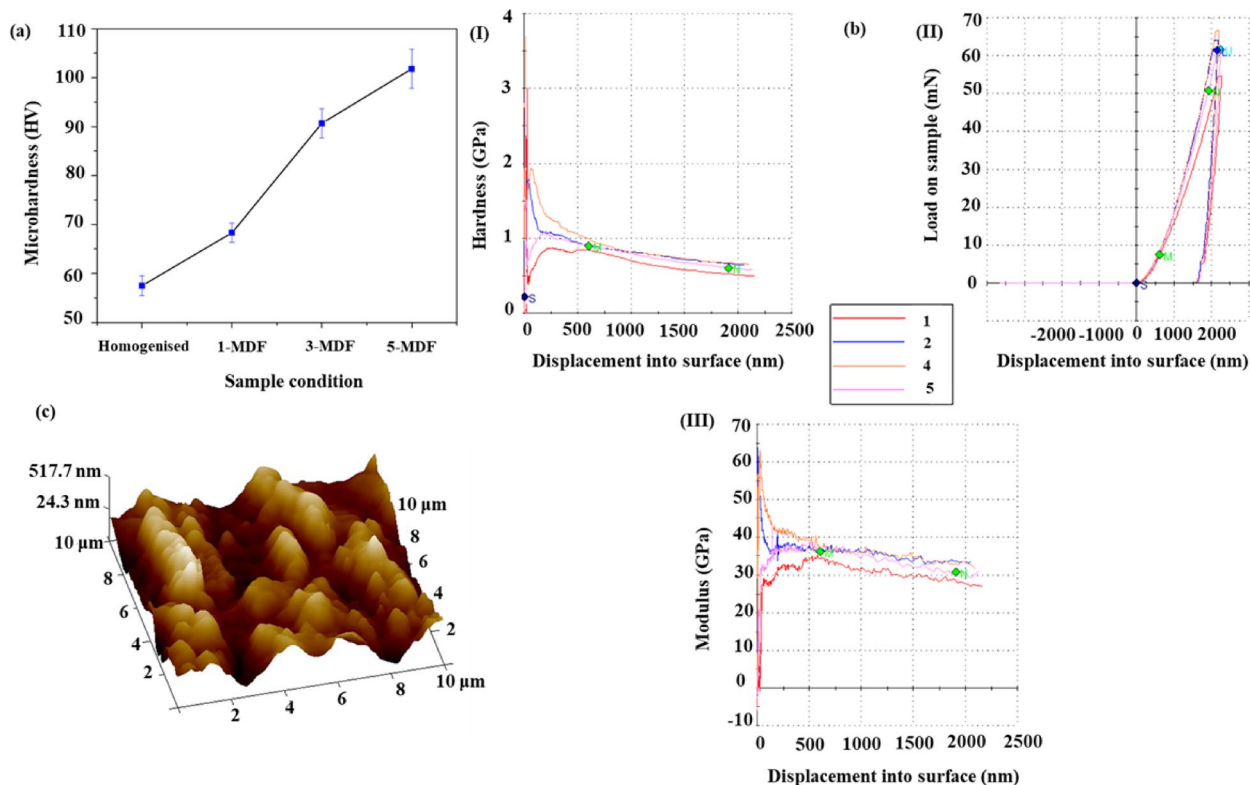 (a)
110
100
90
80
70
60
50
Microhardness (HV)
Homogenised 1-MDF 3-MDF 5-MDF
Sample condition
(I)
4
3
2
1
0
Hardness (GPa)
S
0 500 1000 1500 2000 2500
Displacement into surface (nm)
(b)
1
2
4
5
(II)
70
60
50
40
30
20
10
0
Load on sample (mN)
M
S
-2000 -1000 0 1000 2000
Displacement into surface (nm)
(c)
517.7 nm
24.3 nm
10 µm
8
6
4
2
2 4 6 8 10 µm
10 µm
8
6
4
2
(III)
70
60
50
40
30
20
10
0
-10
Modulus (GPa)
M
0 500 1000 1500 2000 2500
Displacement into surface (nm)